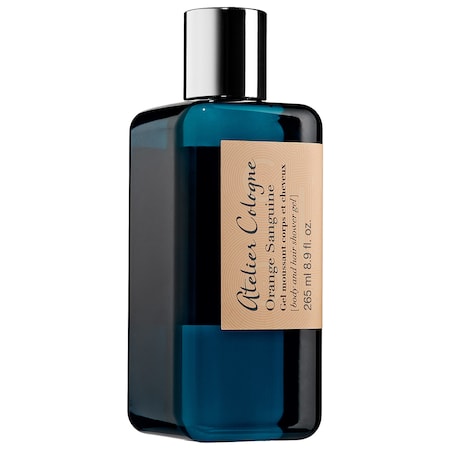 Atelier Cologne
Orange Sanguine
Gel moussant corps et cheveux
[body and hair shower gel]
265 ml 8.9 fl. oz.